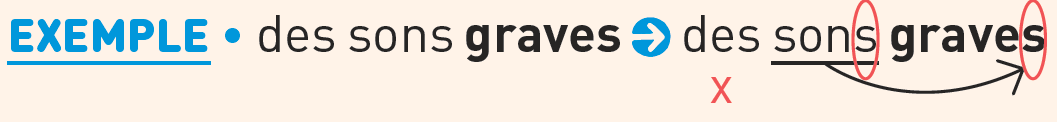 EXEMPLE • des sons graves ➔ des sons graves
X